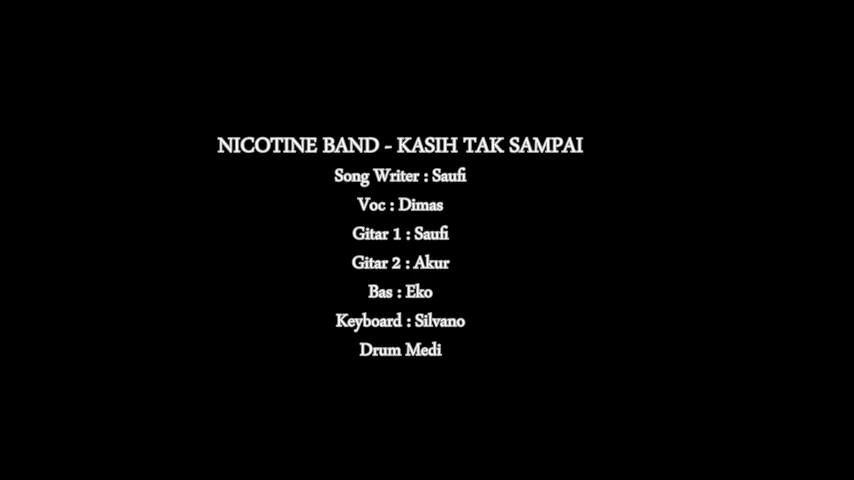 NICOTINE BAND - KASIH TAK SAMPAI
Song Writer : Saufi
Voc : Dimas
Gitar 1 : Saufi
Gitar 2 : Akur
Bas : Eko
Keyboard : Silvano
Drum Medi